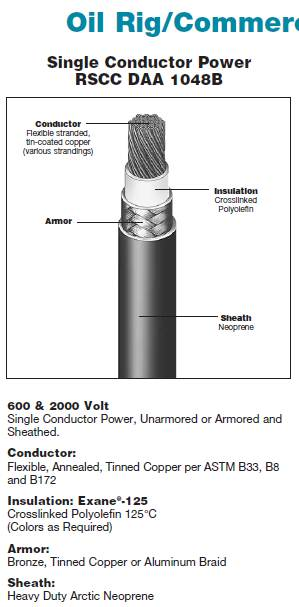 Oil Rig/Commer
Single Conductor Power
RSCC DAA 1048B
Conductor
Flexible stranded,
tin-coated copper
(various strandings)
Insulation
Crosslinked
Polyolefin
Armor
Sheath
Neoprene
600 & 2000 Volt
Single Conductor Power, Unarmored or Armored and
Sheathed.
Conductor:
Flexible, Annealed, Tinned Copper per ASTM B33, B8
and B172
Insulation: Exane®-125
Crosslinked Polyolefin 125°C
(Colors as Required)
Armor:
Bronze, Tinned Copper or Aluminum Braid
Sheath:
Heavy Duty Arctic Neoprene